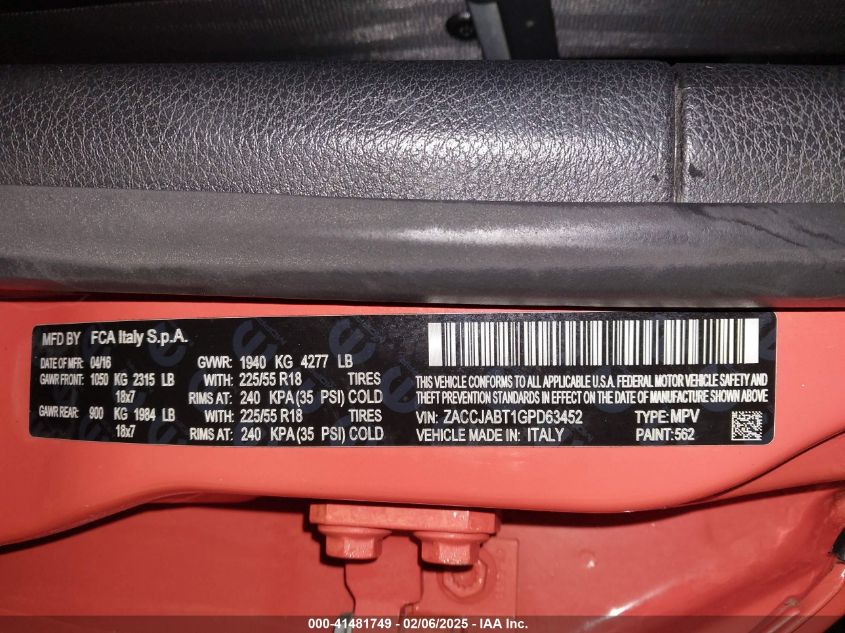 MFD BY FCA Italy S.p.A.
DATE OF MFR: 04/16 GVWR: 1940 KG 4277 LB
GAWR FRONT: 1050 KG 2315 LB WITH: 225/55 R18 TIRES
18x7 RIMS AT: 240 KPA (35 PSI) COLD
GAWR REAR: 900 KG 1984 LB WITH: 225/55 R18 TIRES
18x7 RIMS AT: 240 KPA (35 PSI) COLD
THIS VEHICLE CONFORMS TO ALL APPLICABLE U.S.A. FEDERAL MOTOR VEHICLE SAFETY AND
THEFT PREVENTION STANDARDS IN EFFECT ON THE DATE OF MANUFACTURE SHOWN ABOVE
VIN: ZACCJABT1GPD63452 TYPE: MPV
VEHICLE MADE IN: ITALY PAINT: 562
000-41481749 — 02/06/2025 — IAA Inc.